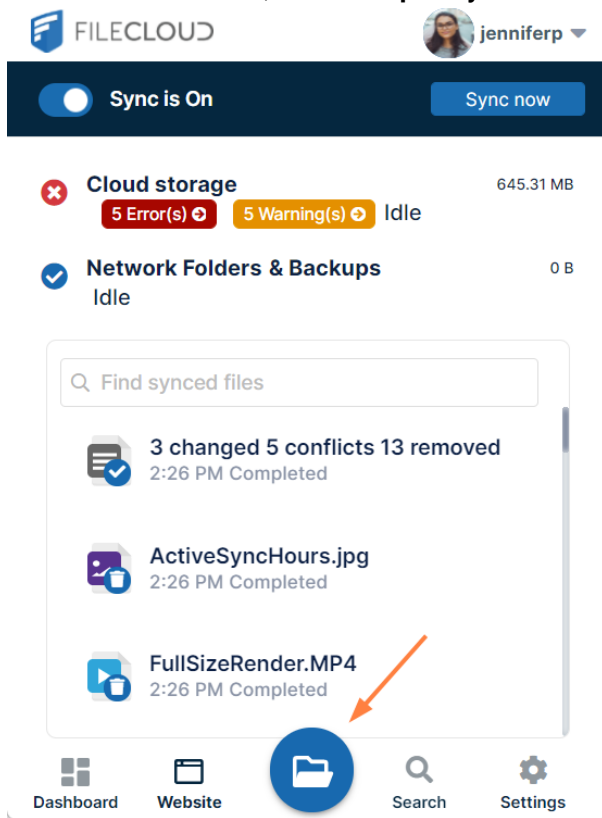 FILECLOUD
jenniferp
Sync is On
Sync now
Cloud storage
645.31 MB
5 Error(s)
5 Warning(s)
Idle
Network Folders & Backups
0 B
Idle
Find synced files
3 changed 5 conflicts 13 removed
2:26 PM Completed
ActiveSyncHours.jpg
2:26 PM Completed
FullSizeRender.MP4
2:26 PM Completed
Dashboard
Website
Search
Settings